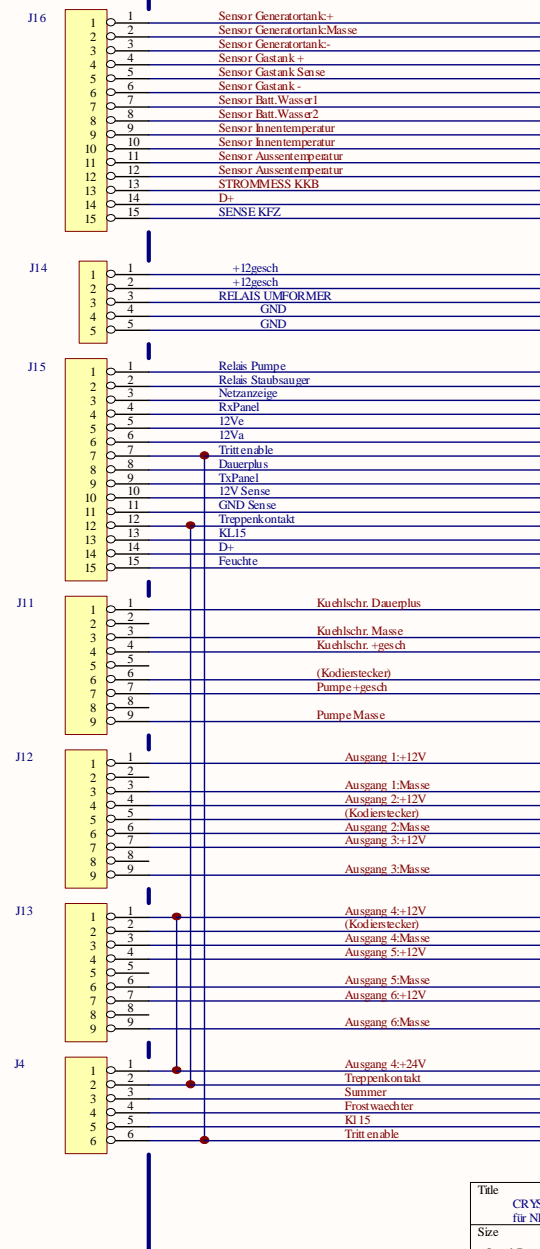 J16
1 1 Sensor Generatortank:+
2 2 Sensor Generatortank:Masse
3 3 Sensor Generatortank:-
4 4 Sensor Gastank +
5 5 Sensor Gastank Sense
6 6 Sensor Gastank -
7 7 Sensor Batt.Wasser1
8 8 Sensor Batt.Wasser2
9 9 Sensor Innentemperatur
10 10 Sensor Innentemperatur
11 11 Sensor Aussentemperatur
12 12 Sensor Aussentemperatur
13 13 STROMMESS KKB
14 14 D+
15 15 SENSE KFZ
J14
1 1 +12gesch
2 2 +12gesch
3 3 RELAIS UMFORMER
4 4 GND
5 5 GND
J15
1 1 Relais Pumpe
2 2 Relais Staubsauger
3 3 Netzanzeige
4 4 RxPanel
5 5 12Ve
6 6 12Va
7 7 Trittenable
8 8 Dauerplus
9 9 TxPanel
10 10 12V Sense
11 11 GND Sense
12 12 Treppenkontakt
13 13 KL15
14 14 D+
15 15 Feuchte
J11
1 1 Kuehlschr. Dauerplus
2 2
3 3 Kuehlschr. Masse
4 4 Kuehlschr. +gesch
5 5
6 6 (Kodierstecker)
7 7 Pumpe +gesch
8 8
9 9 Pumpe Masse
J12
1 1 Ausgang 1:+12V
2 2
3 3 Ausgang 1:Masse
4 4 Ausgang 2:+12V
5 5 (Kodierstecker)
6 6 Ausgang 2:Masse
7 7 Ausgang 3:+12V
8 8
9 9 Ausgang 3:Masse
J13
1 1 Ausgang 4:+12V
2 2 (Kodierstecker)
3 3 Ausgang 4:Masse
4 4 Ausgang 5:+12V
5 5
6 6 Ausgang 5:Masse
7 7 Ausgang 6:+12V
8 8
9 9 Ausgang 6:Masse
J4
1 1 Ausgang 4:+24V
2 2 Treppenkontakt
3 3 Summer
4 4 Frostwaechter
5 5 Kl 15
6 6 Trittenable
Title
CRYS
für
Size